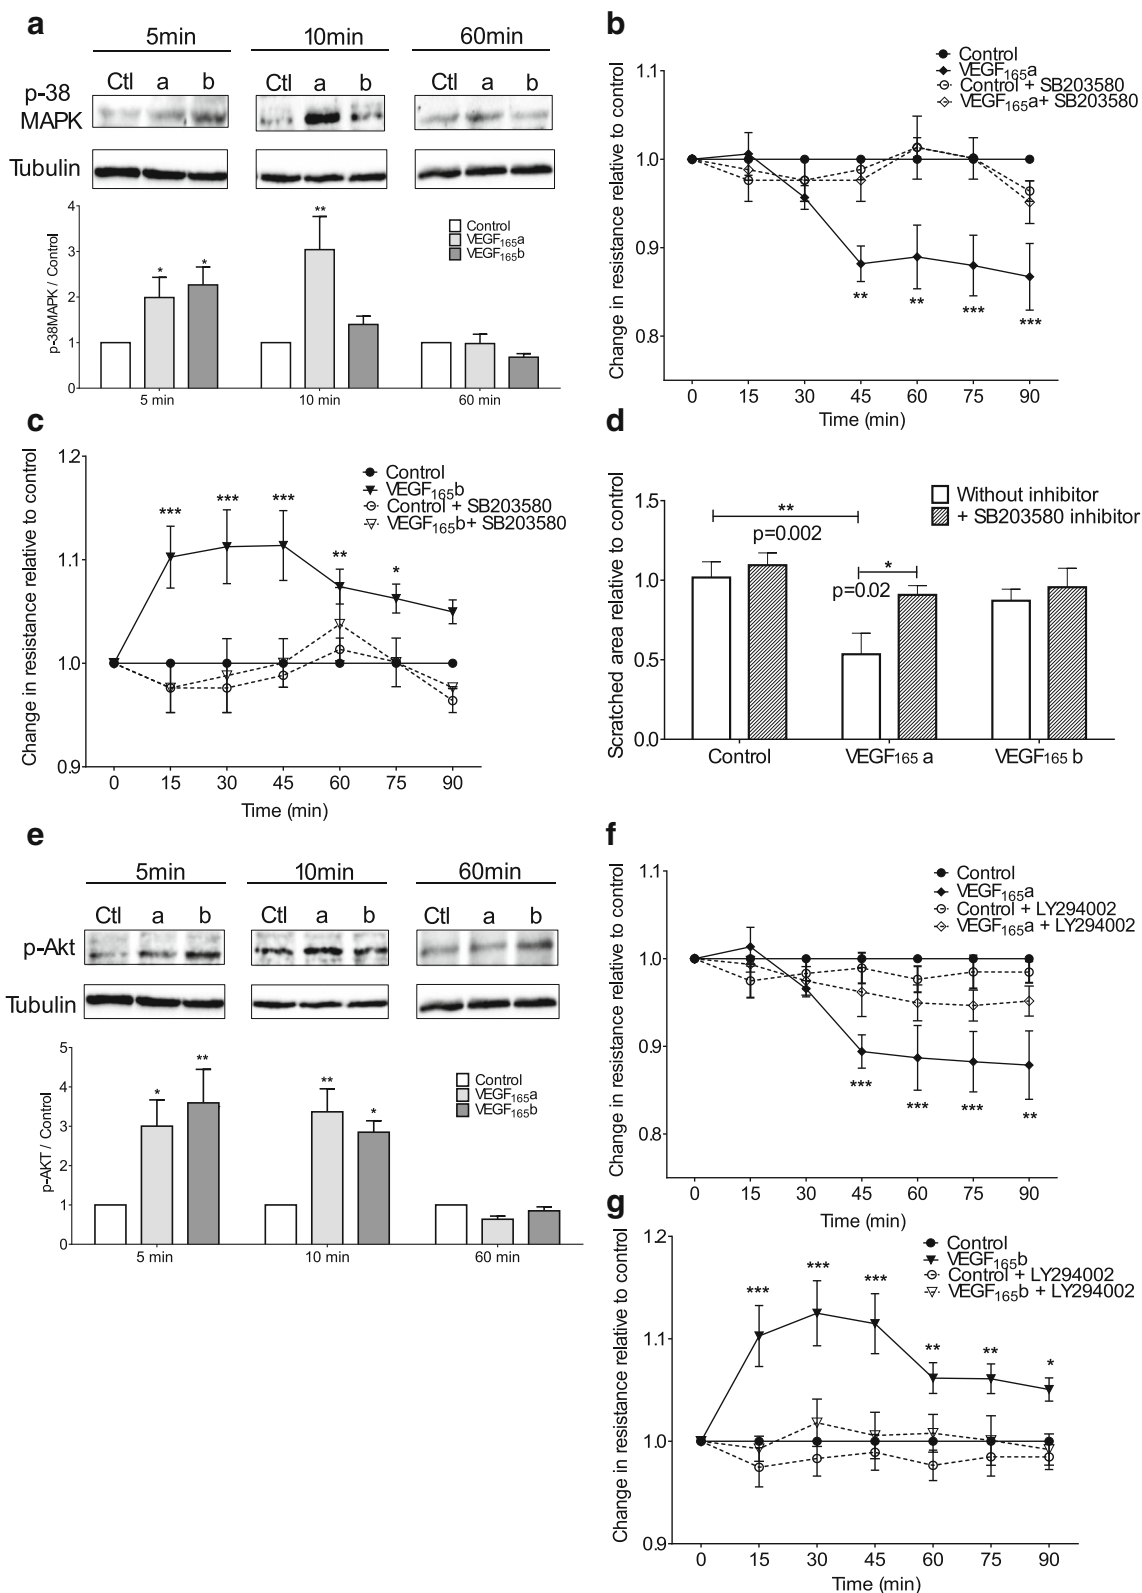 a
5min 10min 60min
Ctl a b Ctl a b Ctl a b
p-38
MAPK
Tubulin
p-38MAPK / Control
4
3
2
1
0
* * **
Control
VEGF165a
VEGF165b
5 min 10 min 60 min
b
Change in resistance relative to control
Control
VEGF165a
Control + SB203580
VEGF165a+ SB203580
1.1
1.0
0.9
0.8
** ** *** ***
0 15 30 45 60 75 90
Time (min)
c
Change in resistance relative to control
1.2
1.1
1.0
0.9
Control
VEGF165b
Control + SB203580
VEGF165b+ SB203580
*** *** *** ** *
0 15 30 45 60 75 90
Time (min)
d
Scratched area relative to control
1.5
1.0
0.5
0.0
Without inhibitor
+ SB203580 inhibitor
**
p=0.002
*
p=0.02
Control VEGF165 a VEGF165 b
e
5min 10min 60min
Ctl a b Ctl a b Ctl a b
p-Akt
Tubulin
p-AKT / Control
5
4
3
2
1
0
* ** ** *
Control
VEGF165a
VEGF165b
5 min 10 min 60 min
f
Change in resistance relative to control
1.1
1.0
0.9
0.8
Control
VEGF165a
Control + LY294002
VEGF165a + LY294002
*** *** *** **
0 15 30 45 60 75 90
Time (min)
g
Change in resistance relative to control
1.2
1.1
1.0
0.9
Control
VEGF165b
Control + LY294002
VEGF165b + LY294002
*** *** *** ** ** *
0 15 30 45 60 75 90
Time (min)